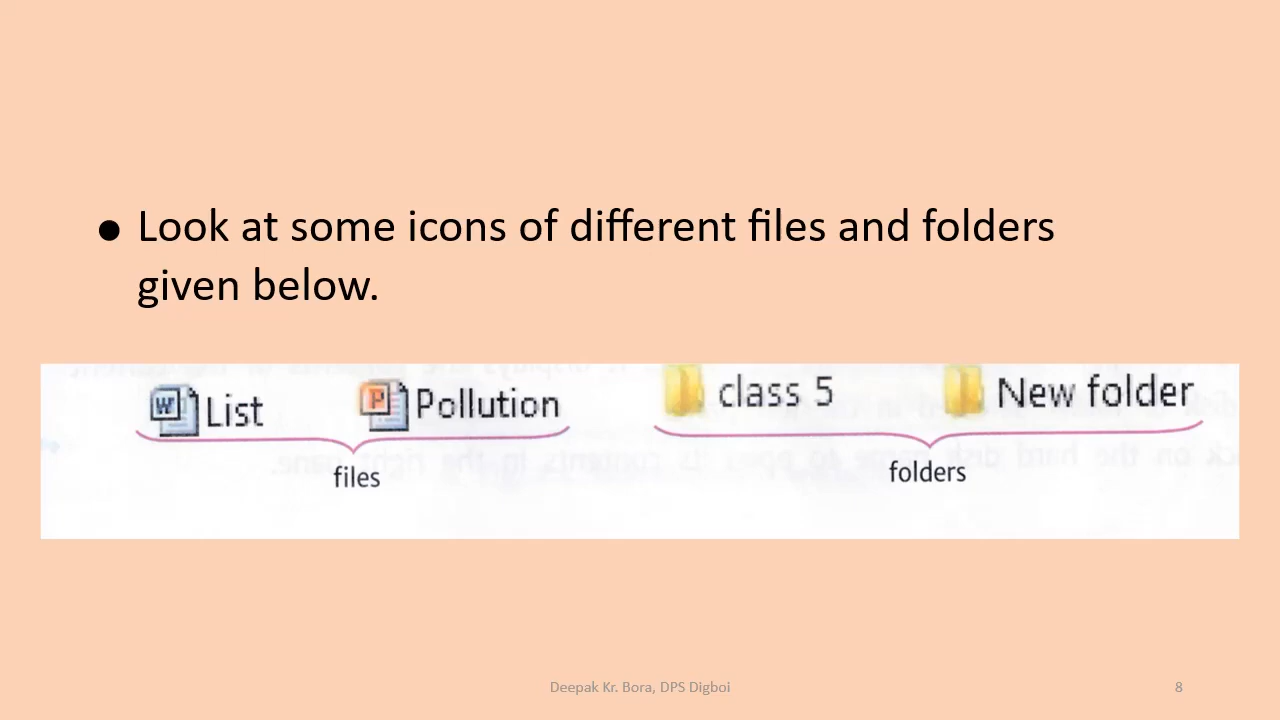 ● Look at some icons of different files and folders
given below.
W List P Pollution class 5 New folder
files folders
Deepak Kr. Bora, DPS Digboi 8